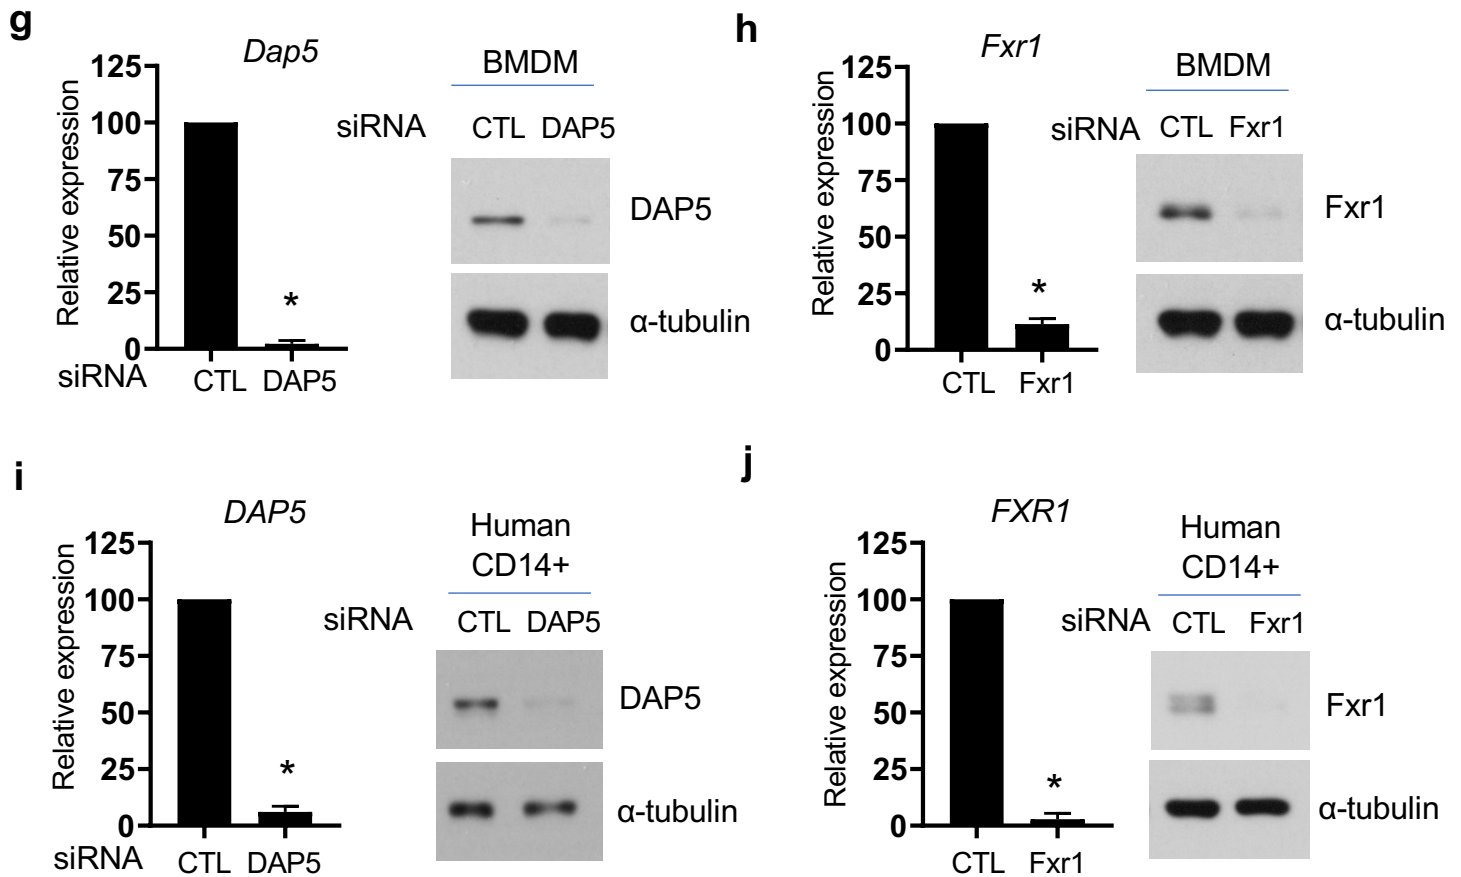 g
Dap5
Relative expression
125
100
75
50
25
0
*
siRNA CTL DAP5
BMDM
siRNA CTL DAP5
DAP5
α-tubulin
h
Fxr1
Relative expression
125
100
75
50
25
0
*
CTL Fxr1
BMDM
siRNA CTL Fxr1
Fxr1
α-tubulin
i
DAP5
Relative expression
125
100
75
50
25
0
*
siRNA CTL DAP5
Human
CD14+
siRNA CTL DAP5
DAP5
α-tubulin
j
FXR1
Relative expression
125
100
75
50
25
0
*
CTL Fxr1
Human
CD14+
siRNA CTL Fxr1
Fxr1
α-tubulin